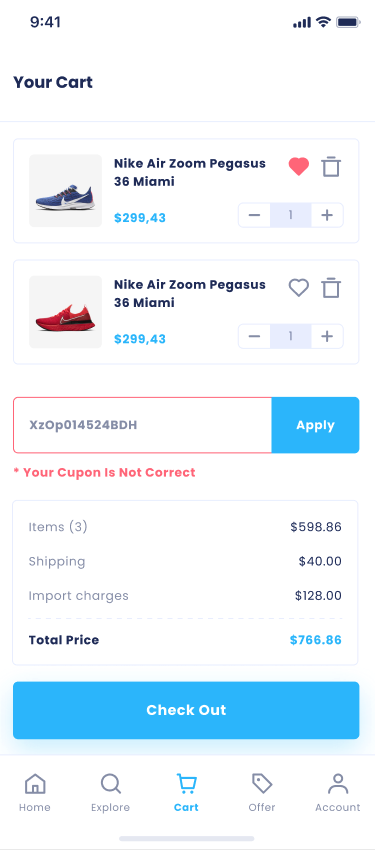 9:41
Your Cart
Nike Air Zoom Pegasus
36 Miami
$299,43
1
Nike Air Zoom Pegasus
36 Miami
$299,43
1
XzOp014524BDH
Apply
* Your Cupon Is Not Correct
Items (3) $598.86
Shipping $40.00
Import charges $128.00
Total Price $766.86
Check Out
Home Explore Cart Offer Account